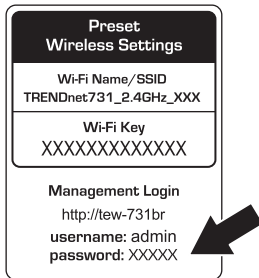 Preset
Wireless Settings
Wi-Fi Name/SSID
TRENDnet731_2.4GHz_XXX
Wi-Fi Key
XXXXXXXXXXXXX
Management Login
http://tew-731br
username: admin
password: XXXXX